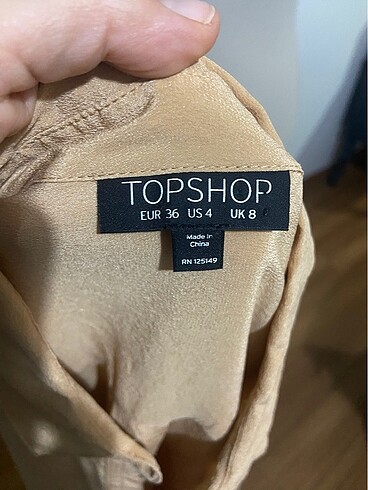 TOPSHOP
EUR 36 US 4 UK 8
Made In
China
RN 125149